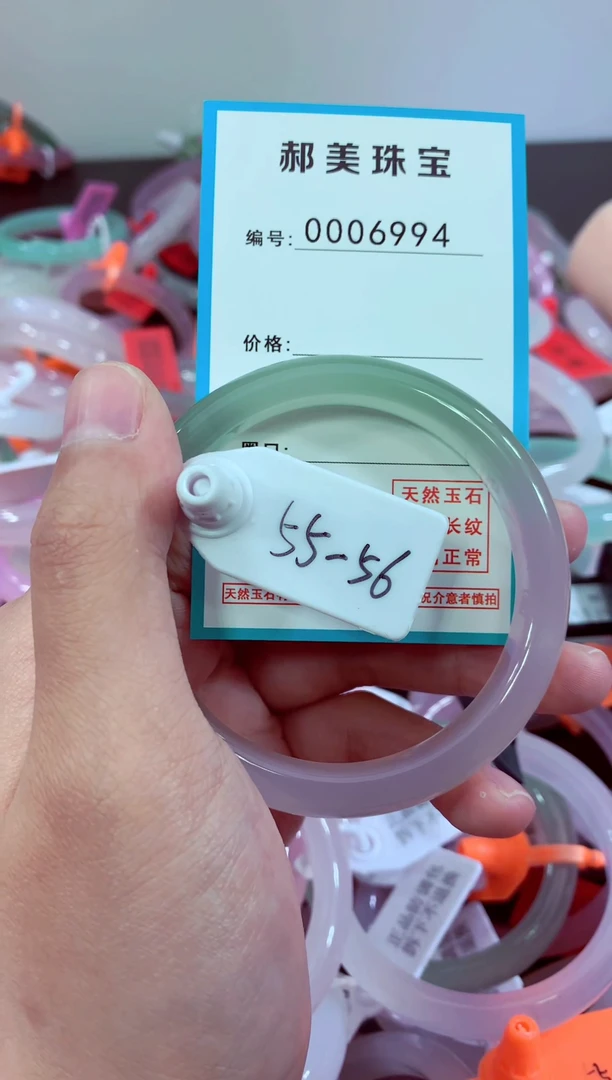 郝美珠宝
编号: 0006994
价格:
天然玉石
长纹
正常
55-56
天然玉石
况介意者慎拍